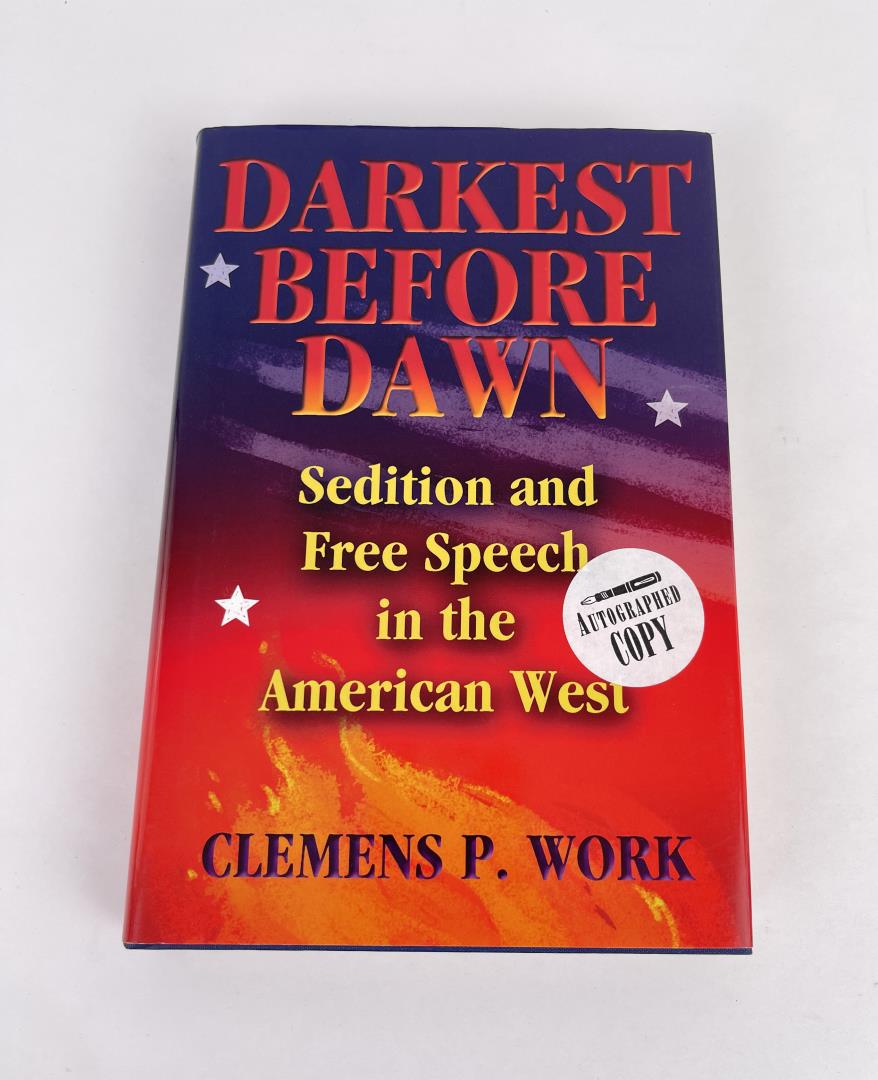 DARKEST
BEFORE
DAWN
Sedition and
Free Speech
in the
American West
AUTOGRAPHED
COPY
CLEMENS P. WORK